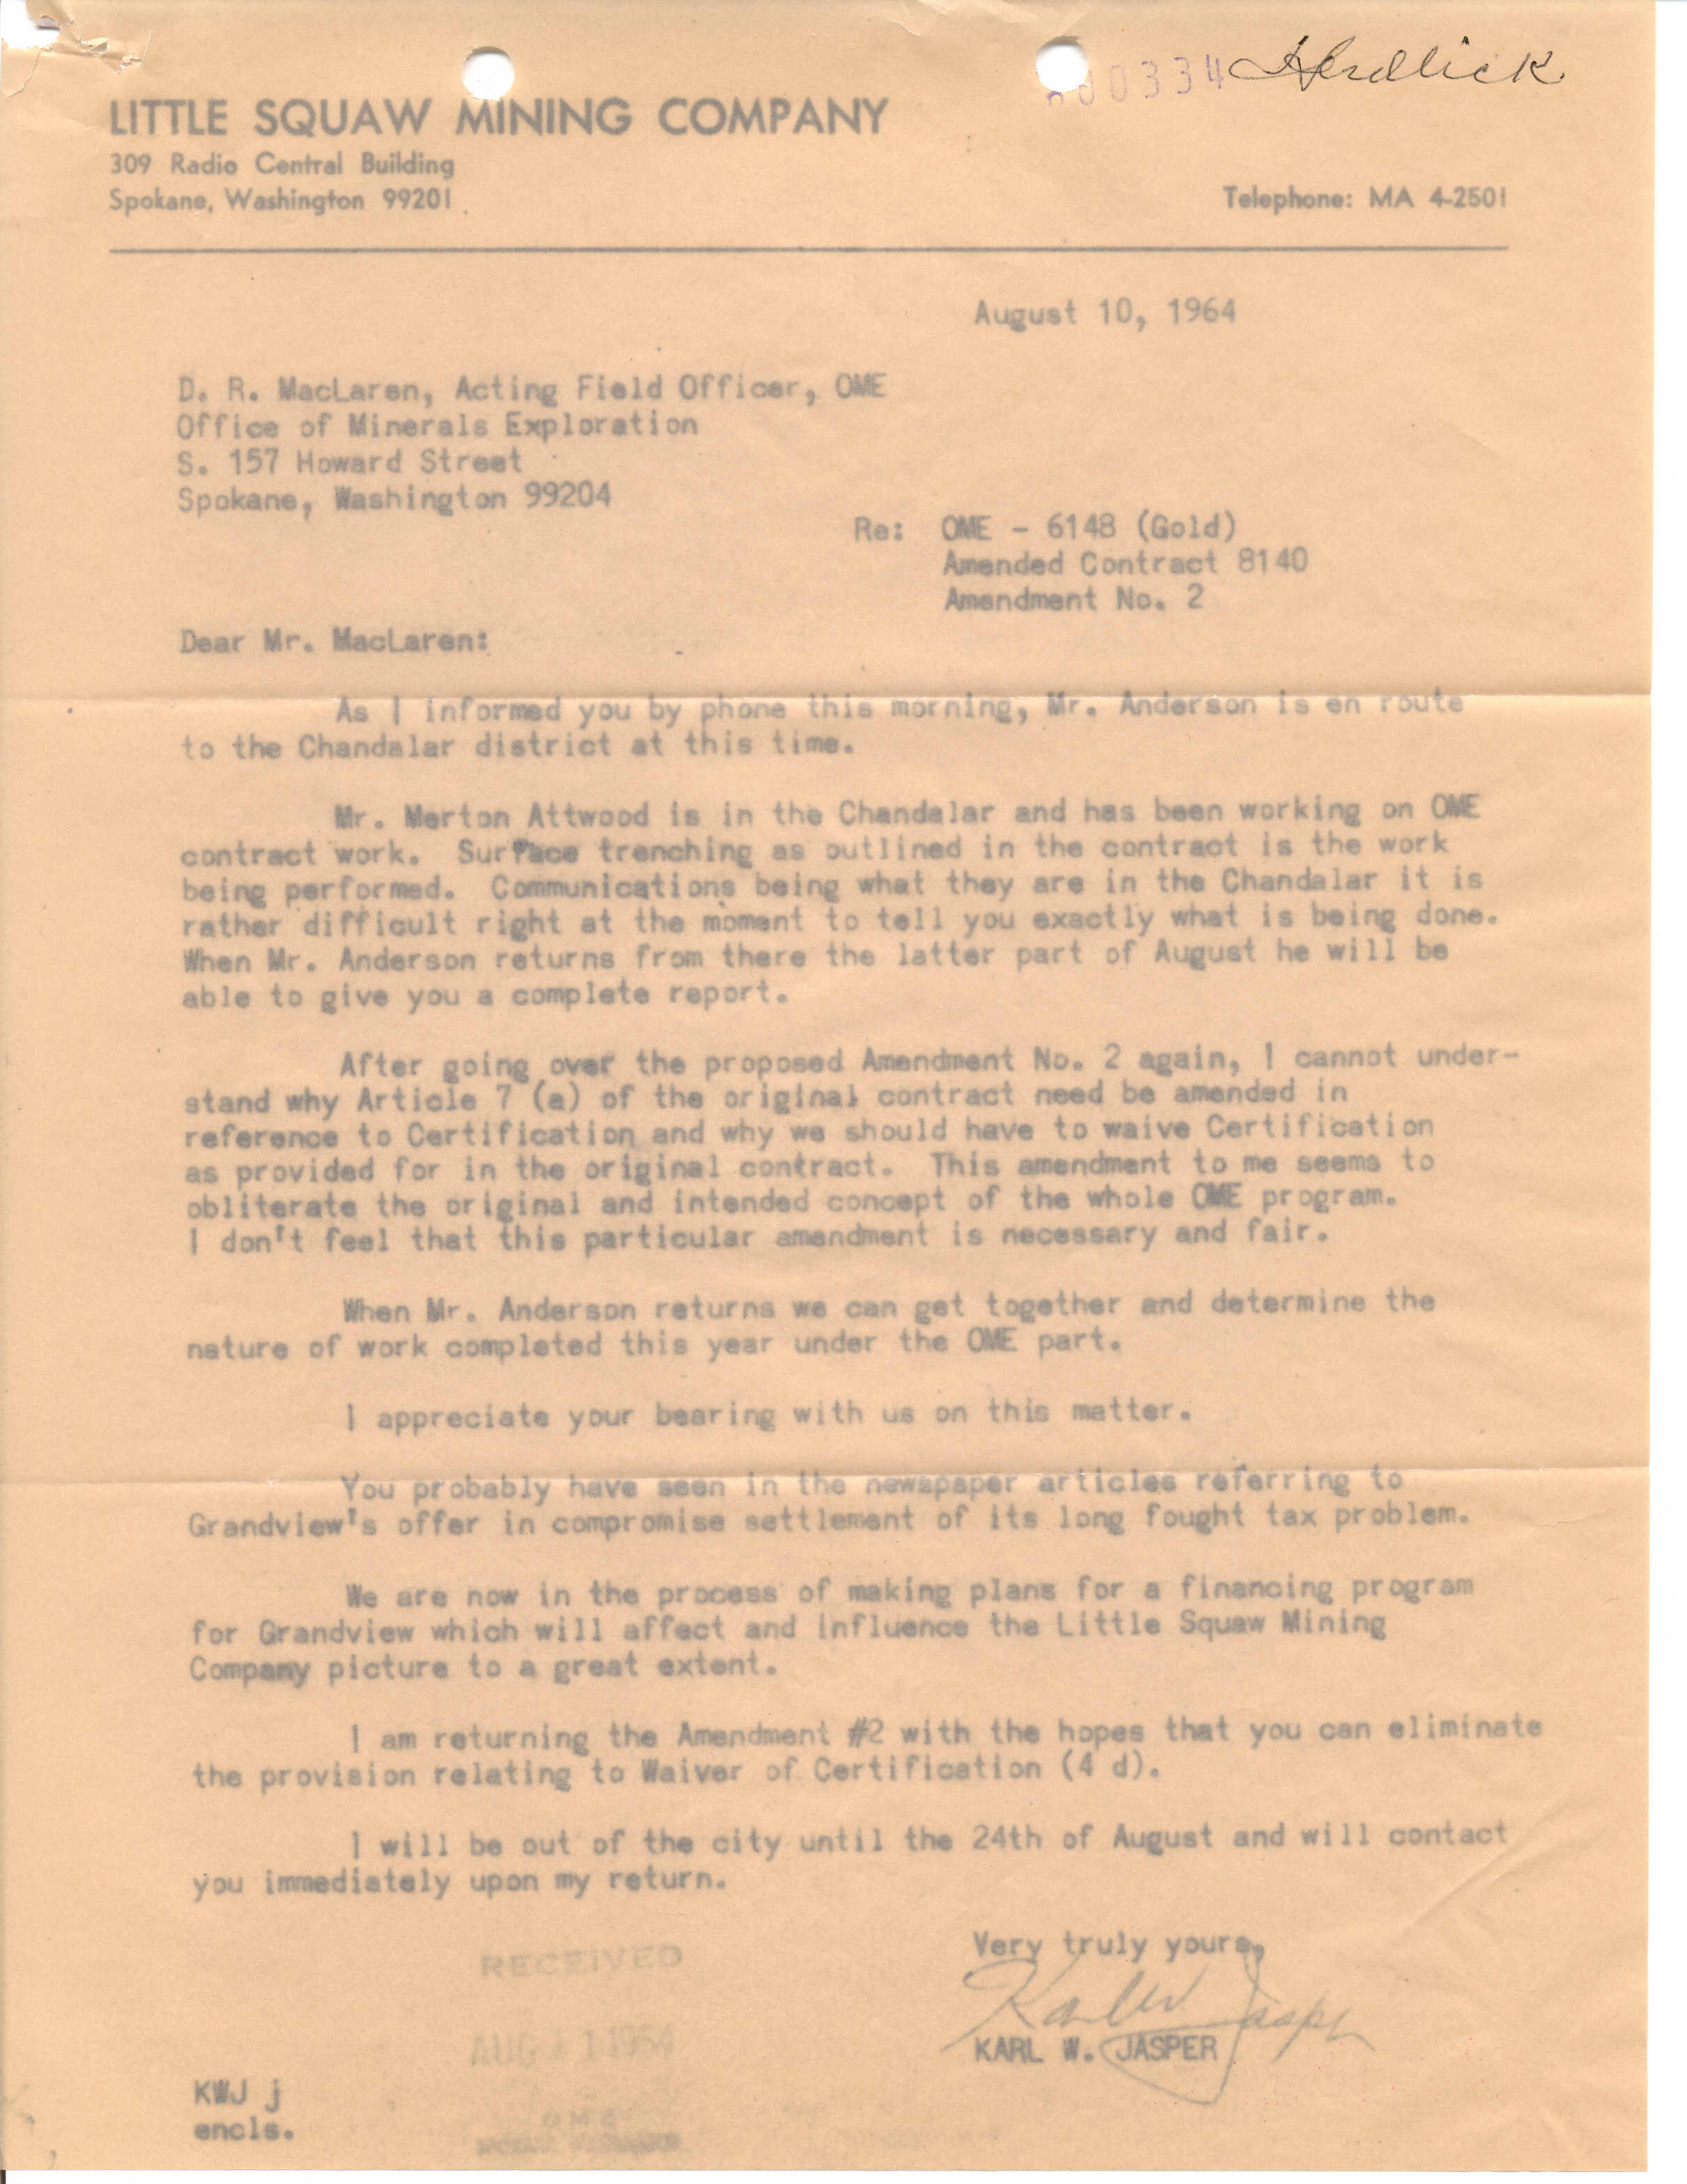 000334 Herdlick
LITTLE SQUAW MINING COMPANY
309 Radio Central Building
Spokane, Washington 99201
Telephone: MA 4-2501
August 10, 1964
D. R. MacLaren, Acting Field Officer, OME
Office of Minerals Exploration
S. 157 Howard Street
Spokane, Washington 99204
Re: OME - 6148 (Gold)
Amended Contract 8140
Amendment No. 2
Dear Mr. MacLaren:
As I informed you by phone this morning, Mr. Anderson is en route
to the Chandalar district at this time.
Mr. Merton Attwood is in the Chandalar and has been working on OME
contract work. Surface trenching as outlined in the contract is the work
being performed. Communications being what they are in the Chandalar it is
rather difficult right at the moment to tell you exactly what is being done.
When Mr. Anderson returns from there the latter part of August he will be
able to give you a complete report.
After going over the proposed Amendment No. 2 again, I cannot under-
stand why Article 7 (a) of the original contract need be amended in
reference to Certification and why we should have to waive Certification
as provided for in the original contract. This amendment to me seems to
obliterate the original and intended concept of the whole OME program.
I don't feel that this particular amendment is necessary and fair.
When Mr. Anderson returns we can get together and determine the
nature of work completed this year under the OME part.
I appreciate your bearing with us on this matter.
You probably have seen in the newspaper articles referring to
Grandview's offer in compromise settlement of its long fought tax problem.
We are now in the process of making plans for a financing program
for Grandview which will affect and influence the Little Squaw Mining
Company picture to a great extent.
I am returning the Amendment #2 with the hopes that you can eliminate
the provision relating to Waiver of Certification (4 d).
I will be out of the city until the 24th of August and will contact
you immediately upon my return.
Very truly yours,
Karl W Jasper
KARL W. JASPER
RECEIVED
AUG 11 1964
OME
KWJ j
encls.